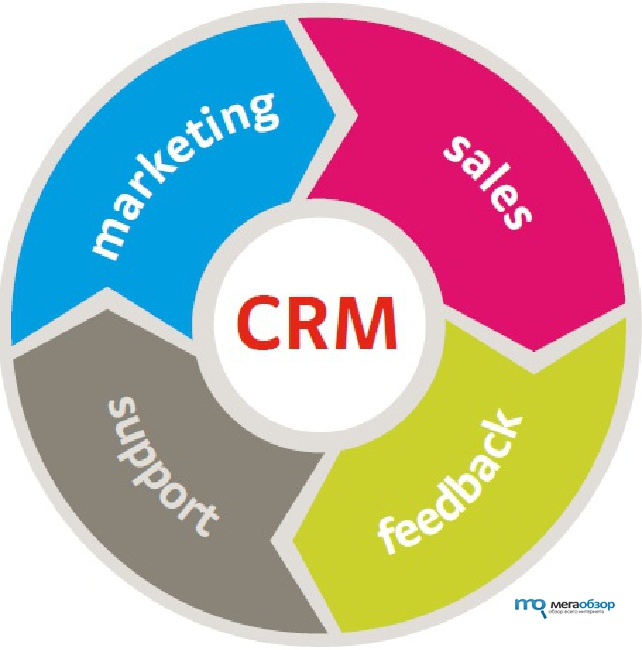 marketing
sales
CRM
support
feedback
мегаобзор
обзор всего интернета